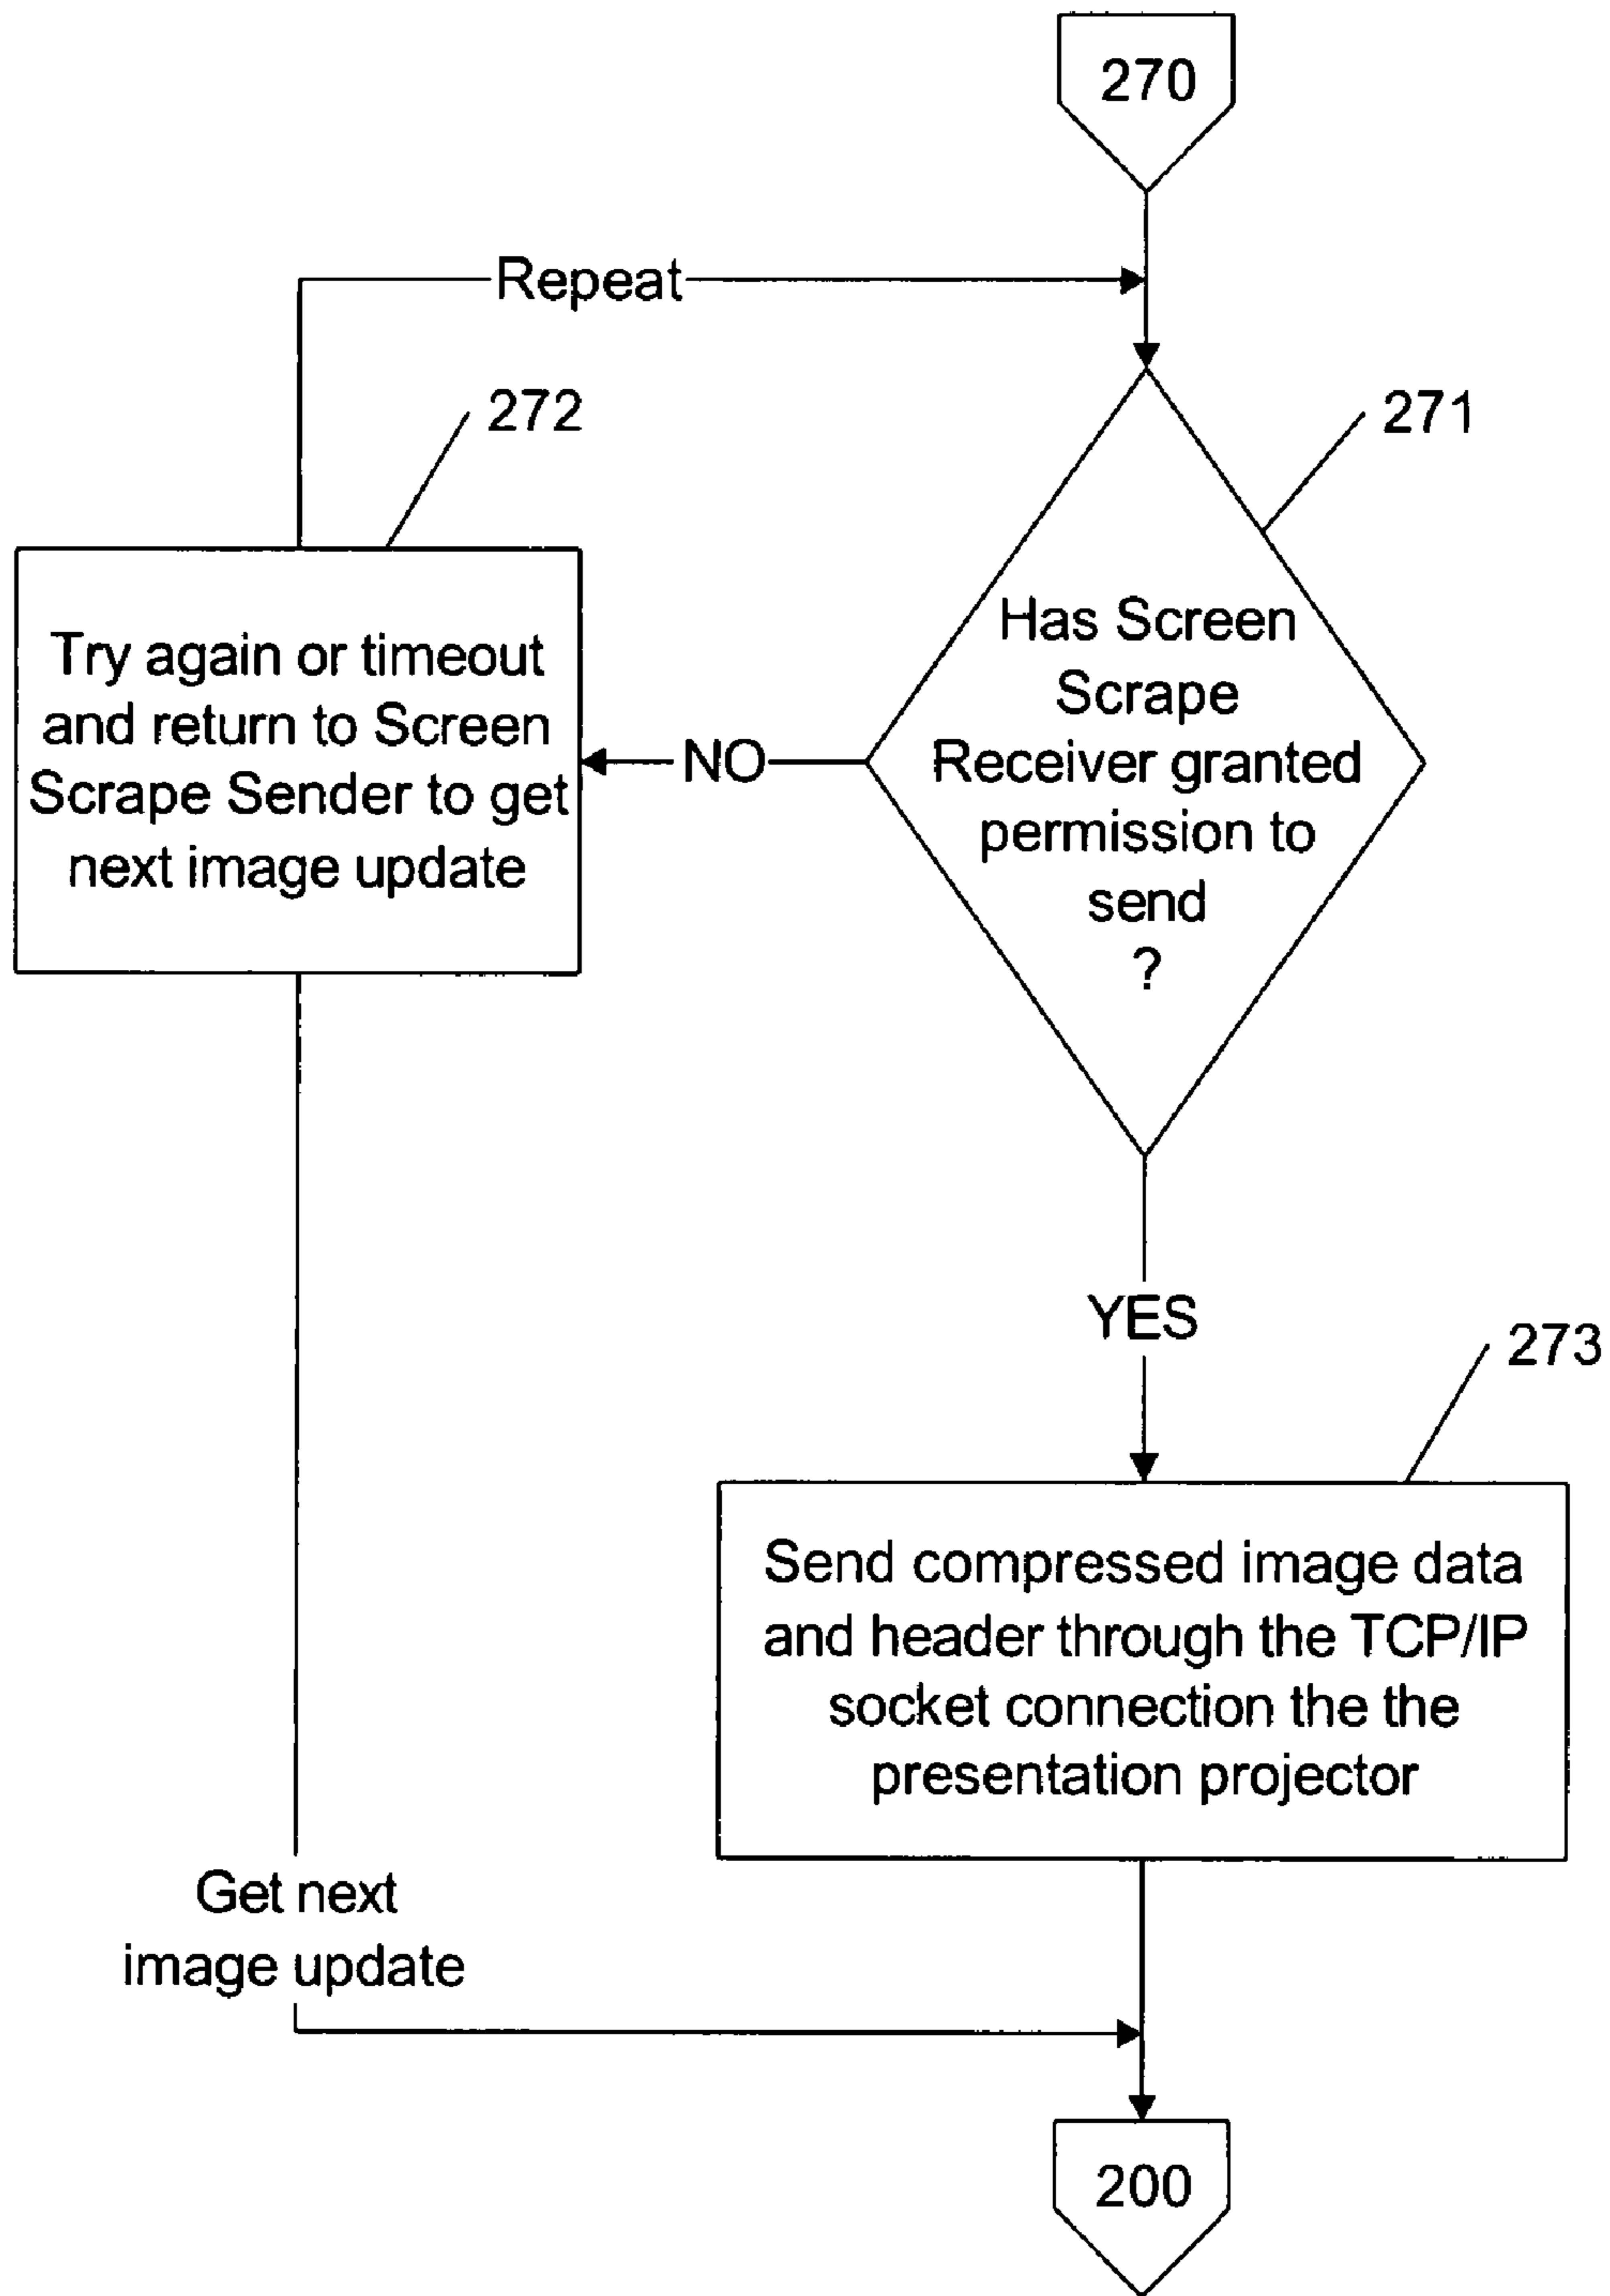 270
Repeat
272
271
Has Screen
Scrape
Receiver granted
permission to
send
?
Try again or timeout
and return to Screen
Scrape Sender to get
next image update
NO
YES
273
Send compressed image data
and header through the TCP/IP
socket connection the the
presentation projector
Get next
image update
200